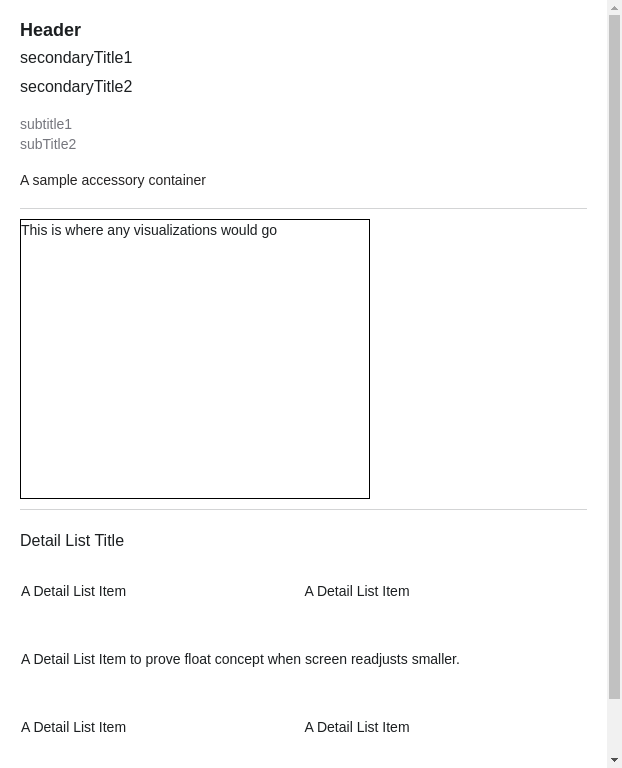 Header
secondaryTitle1
secondaryTitle2
subtitle1
subTitle2
A sample accessory container
This is where any visualizations would go
Detail List Title
A Detail List Item
A Detail List Item
A Detail List Item to prove float concept when screen readjusts smaller.
A Detail List Item
A Detail List Item